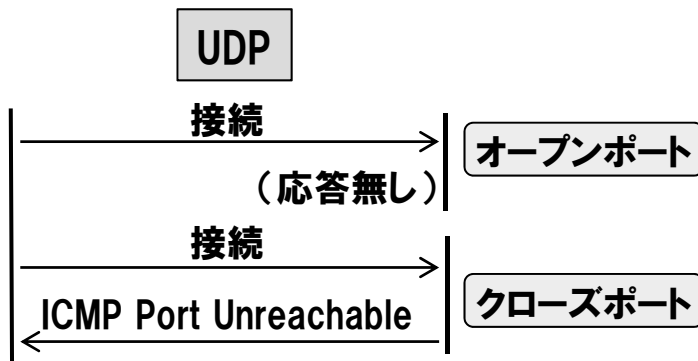 UDP
接続
オープンポート
(応答無し)
接続
クローズポート
ICMP Port Unreachable